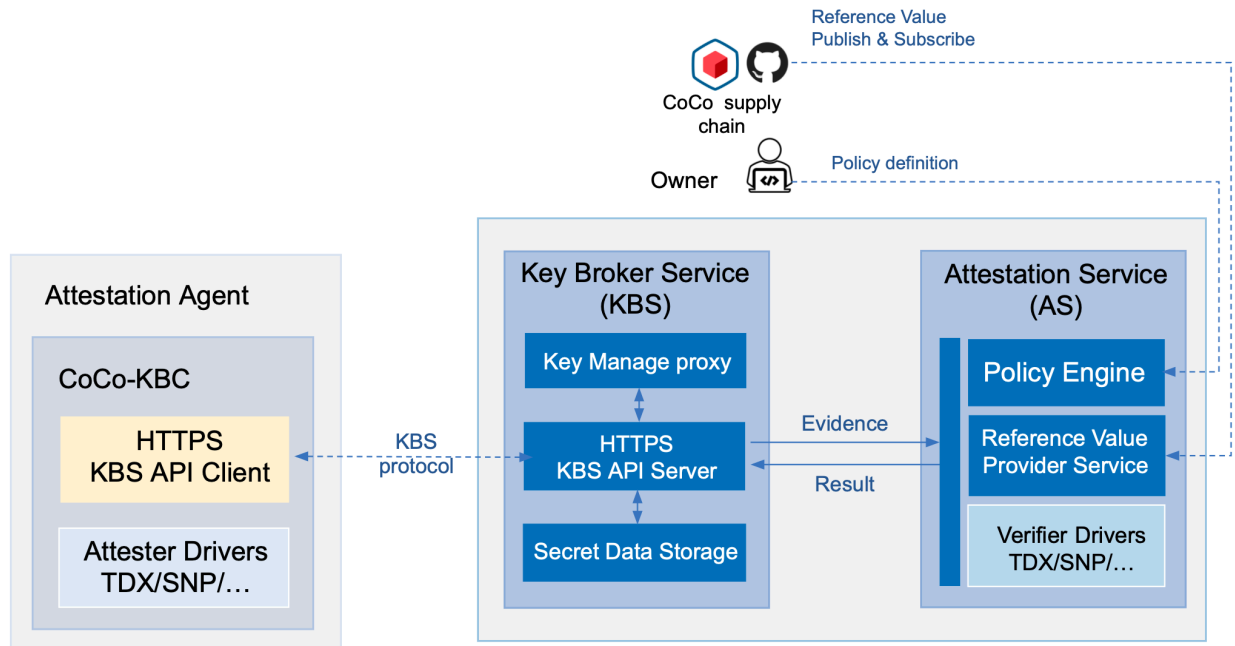 Reference Value
Publish & Subscribe
CoCo supply
chain
Owner
Policy definition
Attestation Agent
CoCo-KBC
HTTPS
KBS API Client
Attester Drivers
TDX/SNP/…
KBS
protocol
Key Broker Service
(KBS)
Key Manage proxy
HTTPS
KBS API Server
Secret Data Storage
Evidence
Result
Attestation Service
(AS)
Policy Engine
Reference Value
Provider Service
Verifier Drivers
TDX/SNP/…